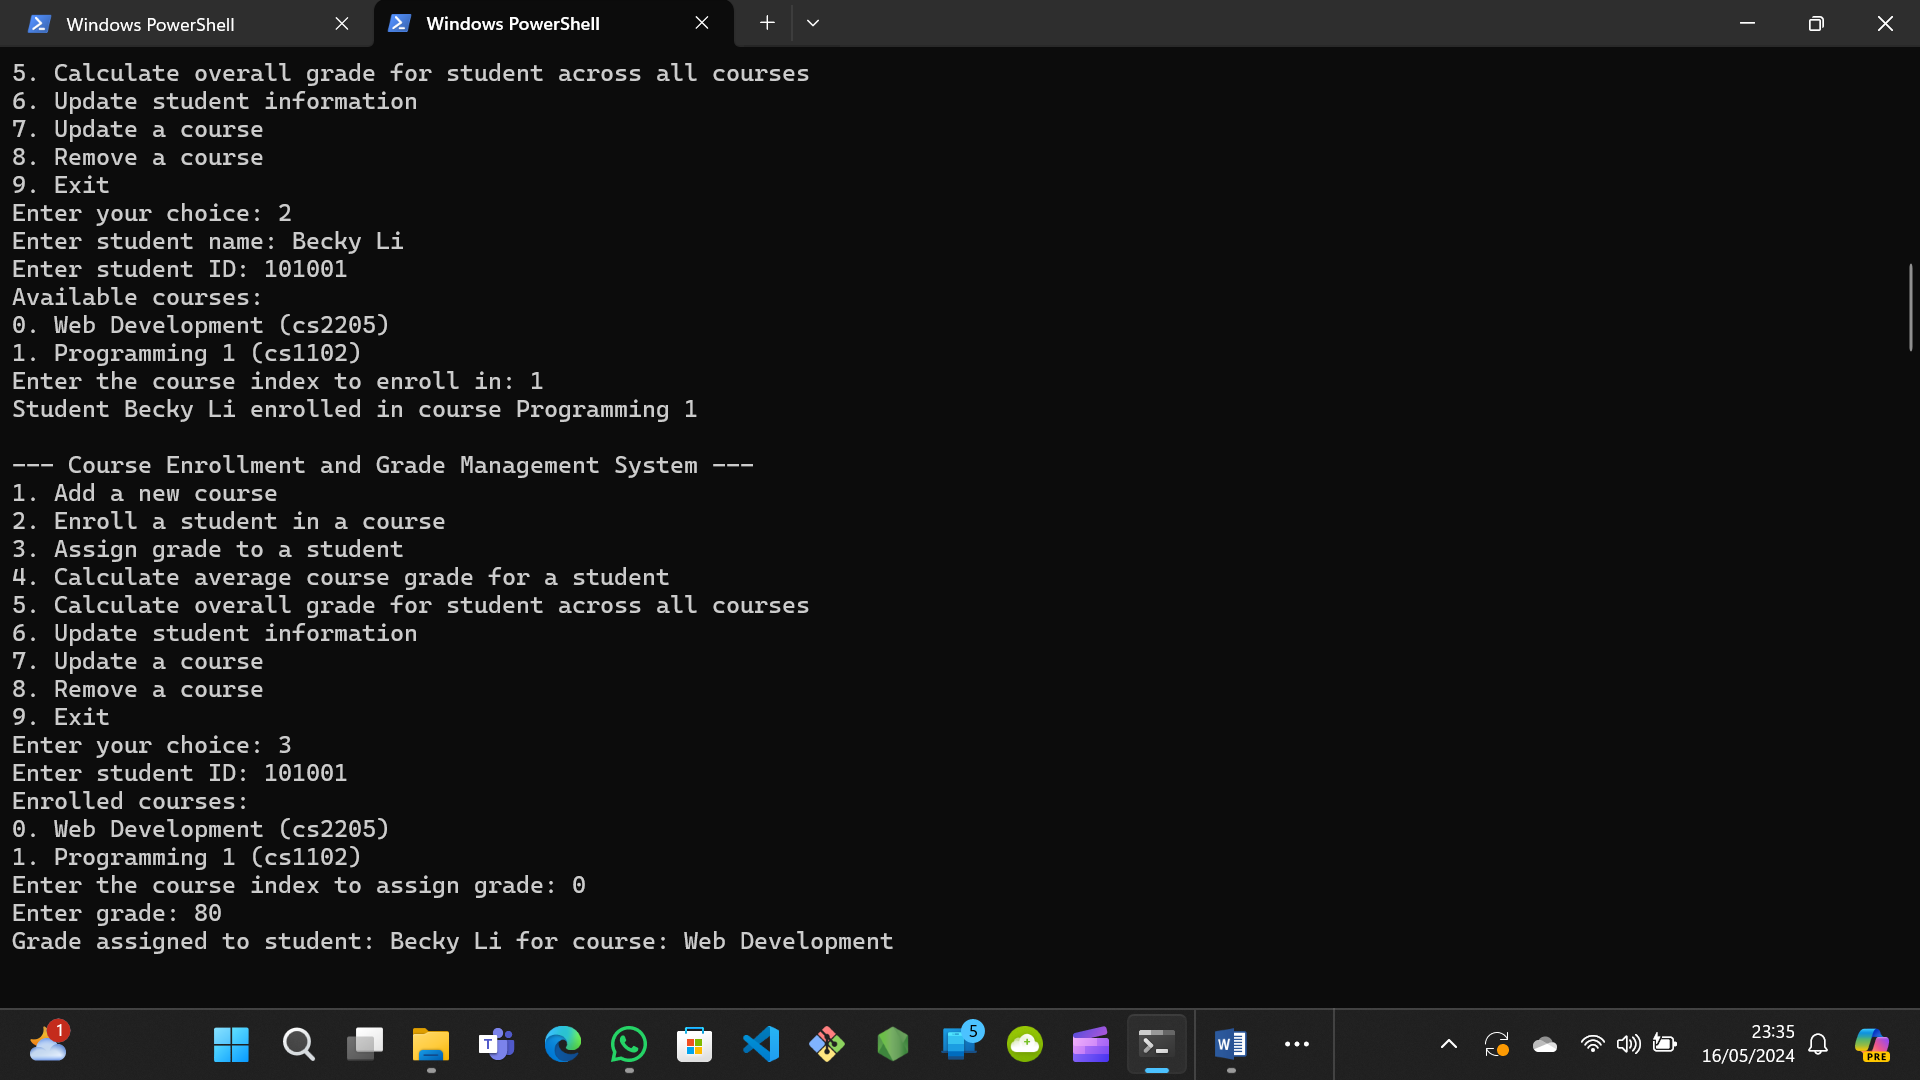 Windows PowerShell
Windows PowerShell
5. Calculate overall grade for student across all courses
6. Update student information
7. Update a course
8. Remove a course
9. Exit
Enter your choice: 2
Enter student name: Becky Li
Enter student ID: 101001
Available courses:
0. Web Development (cs2205)
1. Programming 1 (cs1102)
Enter the course index to enroll in: 1
Student Becky Li enrolled in course Programming 1
--- Course Enrollment and Grade Management System ---
1. Add a new course
2. Enroll a student in a course
3. Assign grade to a student
4. Calculate average course grade for a student
5. Calculate overall grade for student across all courses
6. Update student information
7. Update a course
8. Remove a course
9. Exit
Enter your choice: 3
Enter student ID: 101001
Enrolled courses:
0. Web Development (cs2205)
1. Programming 1 (cs1102)
Enter the course index to assign grade: 0
Enter grade: 80
Grade assigned to student: Becky Li for course: Web Development
1
T
5
W
23:35
16/05/2024
PRE